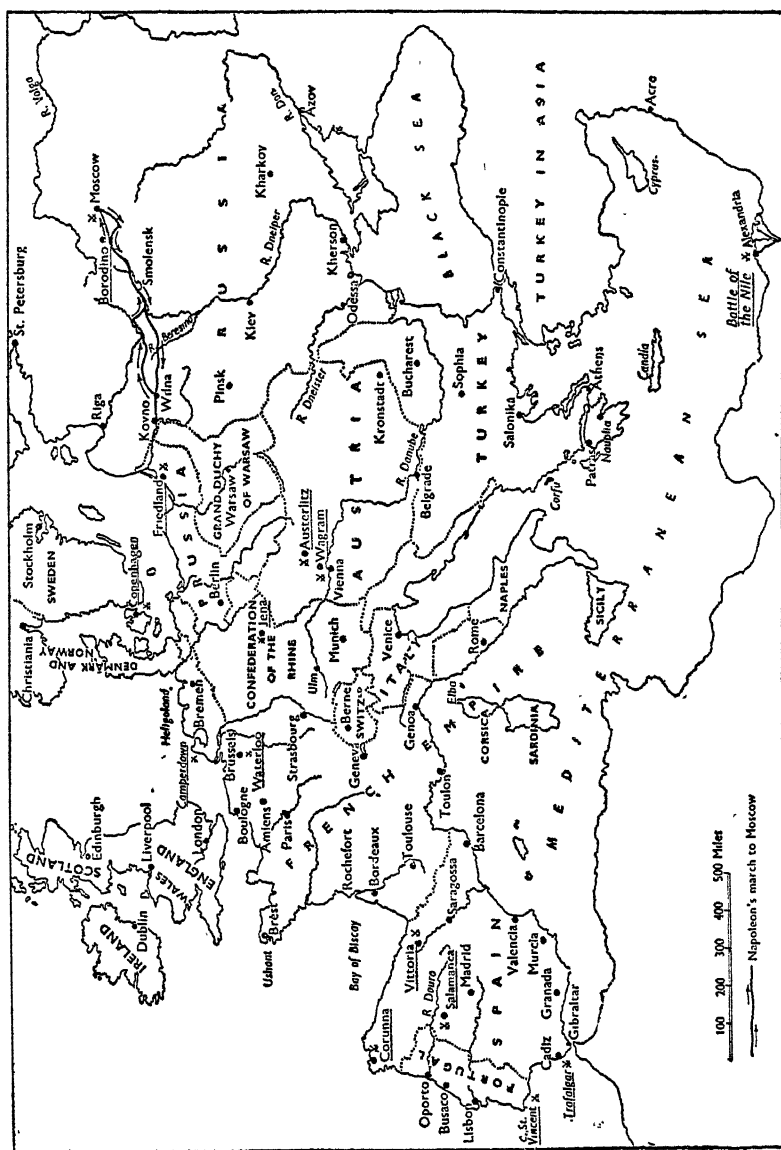 SCOTLAND
Edinburgh
IRELAND
Dublin
Liverpool
WALES
ENGLAND
London
Christiania
DENMARK AND
NORWAY
Stockholm
SWEDEN
Copenhagen
St. Petersburg
Riga
R. Volga
Moscow
Borodino
Smolensk
R. Beresina
Kovno
Wilna
RUSSIA
Pinsk
Kiev
Kharkov
R. Dneiper
R. Don
Azov
Kherson
Odessa
R. Dneister
Heligoland
Camperdown
Bremen
PRUSSIA
Berlin
Friedland
GRAND DUCHY
OF WARSAW
Warsaw
Ushant
Brest
Boulogne
Amiens
Paris
Brussels
Waterloo
Strasbourg
CONFEDERATION
OF THE
RHINE
Jena
Ulm
Munich
Austerlitz
Wagram
Vienna
AUSTRIA
Kronstadt
Bucharest
R. Danube
Belgrade
BLACK SEA
Bay of Biscay
Rochefort
Bordeaux
Toulouse
FRENCH EMPIRE
Geneva
Berne
SWITZ
ITALY
Venice
Genoa
Toulon
Elba
Rome
NAPLES
CORSICA
SARDINIA
SICILY
TURKEY
Sophia
Salonika
Constantinople
TURKEY IN ASIA
Corfu
Patras
Athens
Nauplia
Candia
Cyprus
Acre
Corunna
Oporto
Busaco
Lisbon
PORTUGAL
R. Douro
Salamanca
Vittoria
Saragossa
Madrid
SPAIN
Barcelona
Valencia
Murcia
Granada
Cadiz
Gibraltar
C. St.
Vincent
Trafalgar
MEDITERRANEAN SEA
Battle of
the Nile
Alexandria
100 200 300 400 500 Miles
Napoleon's march to Moscow